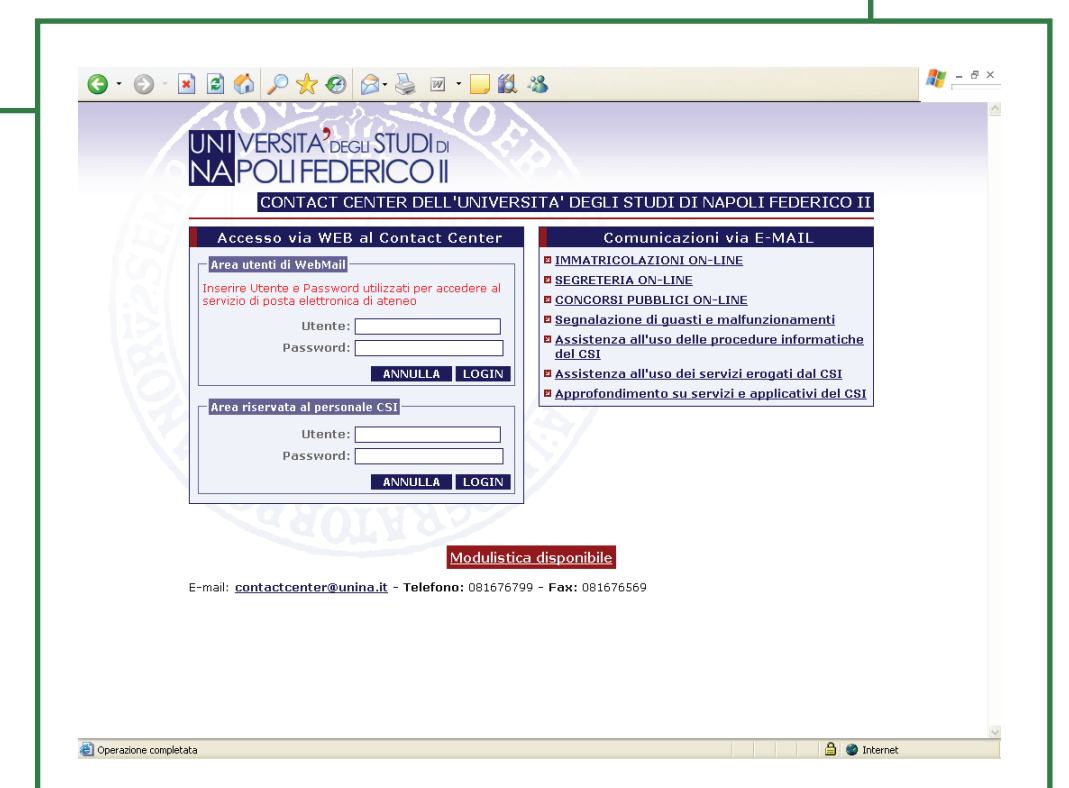 UNIVERSITA' DEGLI STUDI DI
NAPOLI FEDERICO II
CONTACT CENTER DELL'UNIVERSITA' DEGLI STUDI DI NAPOLI FEDERICO II
Accesso via WEB al Contact Center
Area utenti di WebMail
Inserire Utente e Password utilizzati per accedere al
servizio di posta elettronica di ateneo
Utente:
Password:
ANNULLA LOGIN
Area riservata al personale CSI
Utente:
Password:
ANNULLA LOGIN
Comunicazioni via E-MAIL
IMMATRICOLAZIONI ON-LINE
SEGRETERIA ON-LINE
CONCORSI PUBBLICI ON-LINE
Segnalazione di guasti e malfunzionamenti
Assistenza all'uso delle procedure informatiche
del CSI
Assistenza all'uso dei servizi erogati dal CSI
Approfondimento su servizi e applicativi del CSI
Modulistica disponibile
E-mail: contactcenter@unina.it - Telefono: 081676799 - Fax: 081676569
Operazione completata
Internet